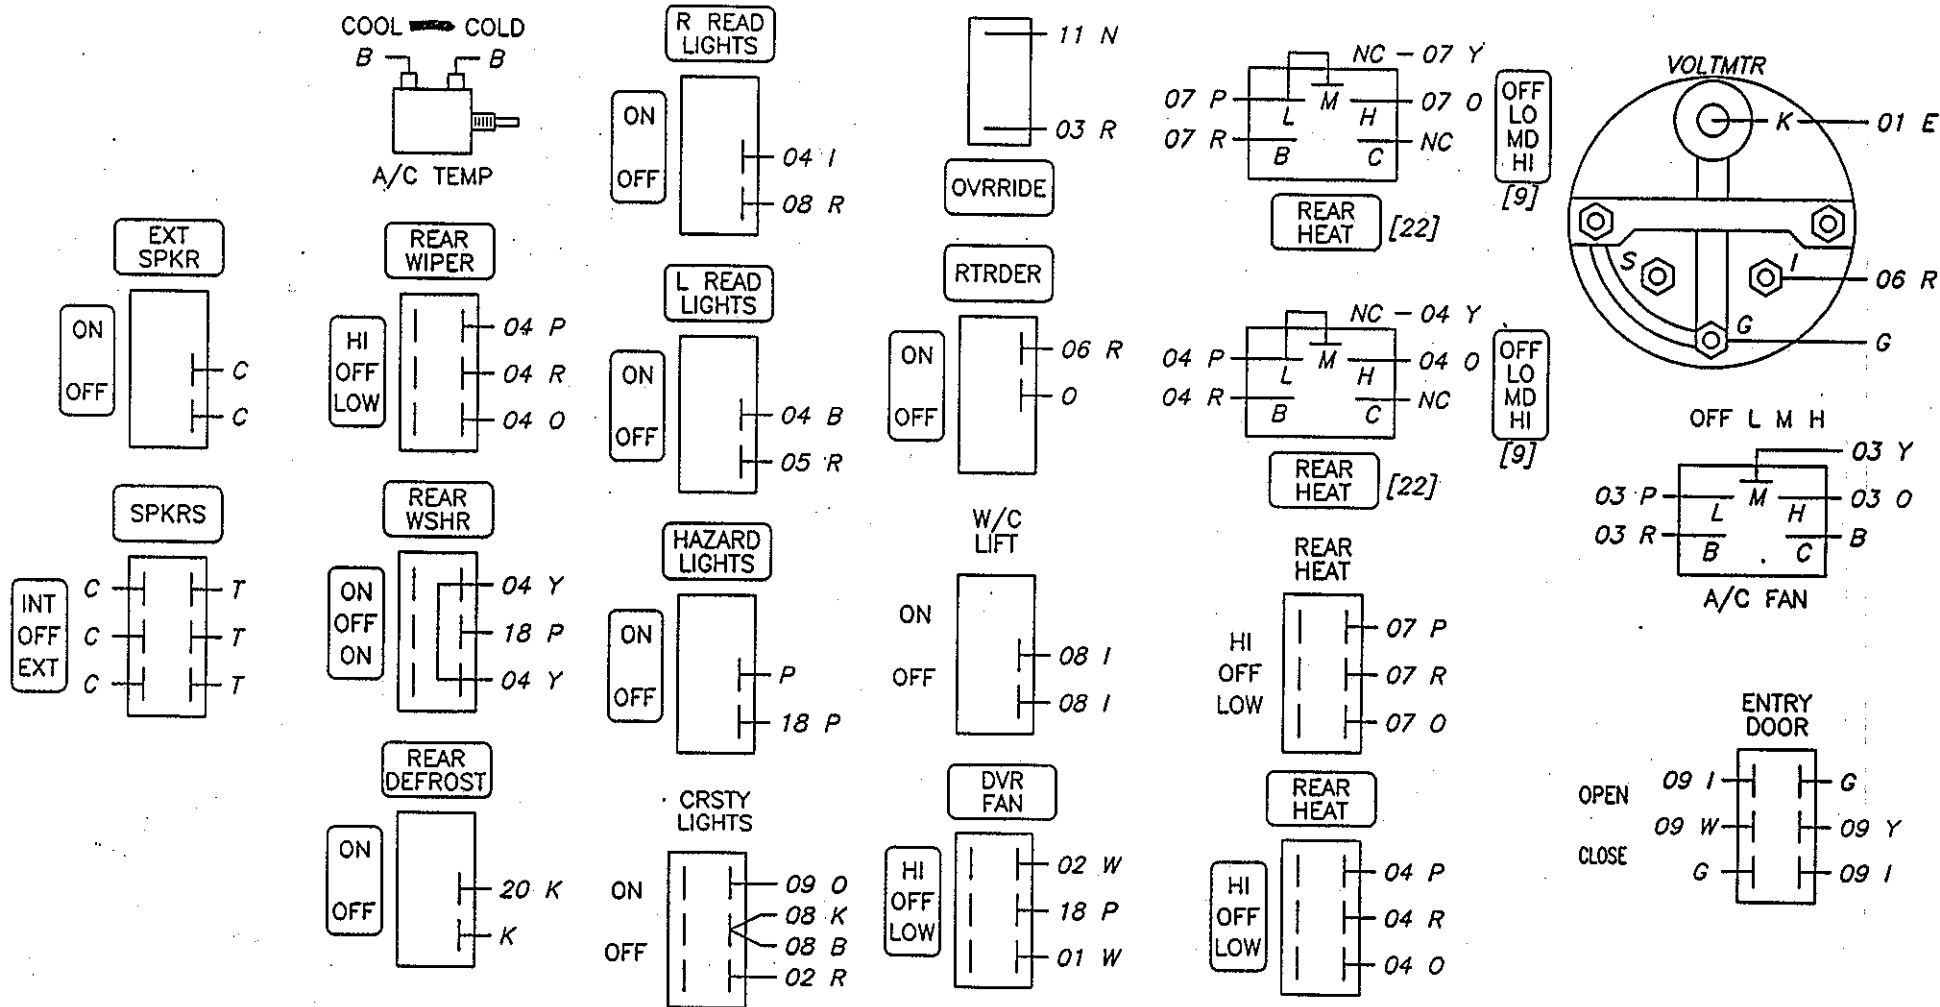 COOL COLD
B B
A/C TEMP
EXT
SPKR
ON
OFF
C
C
SPKRS
INT
OFF
EXT
C T
C T
C T
REAR
WIPER
HI
OFF
LOW
04 P
04 R
04 O
REAR
WSHR
ON
OFF
ON
04 Y
18 P
04 Y
REAR
DEFROST
ON
OFF
20 K
K
R READ
LIGHTS
ON
OFF
04 I
08 R
L READ
LIGHTS
ON
OFF
04 B
05 R
HAZARD
LIGHTS
ON
OFF
P
18 P
CRSTY
LIGHTS
ON
OFF
09 O
08 K
08 B
02 R
11 N
03 R
OVRRIDE
RTRDER
ON
OFF
06 R
O
W/C
LIFT
ON
OFF
08 I
08 I
DVR
FAN
HI
OFF
LOW
02 W
18 P
01 W
NC - 07 Y
07 P L M H 07 O
07 R B C NC
OFF
LO
MD
HI
[9]
REAR
HEAT
[22]
NC - 04 Y
04 P L M H 04 O
04 R B C NC
OFF
LO
MD
HI
[9]
REAR
HEAT
[22]
REAR
HEAT
HI
OFF
LOW
07 P
07 R
07 O
REAR
HEAT
HI
OFF
LOW
04 P
04 R
04 O
VOLTMTR
K 01 E
S I 06 R
G G
OFF L M H
03 Y
03 P L M H 03 O
03 R B C B
A/C FAN
ENTRY
DOOR
OPEN
CLOSE
09 I G
09 W 09 Y
G 09 I